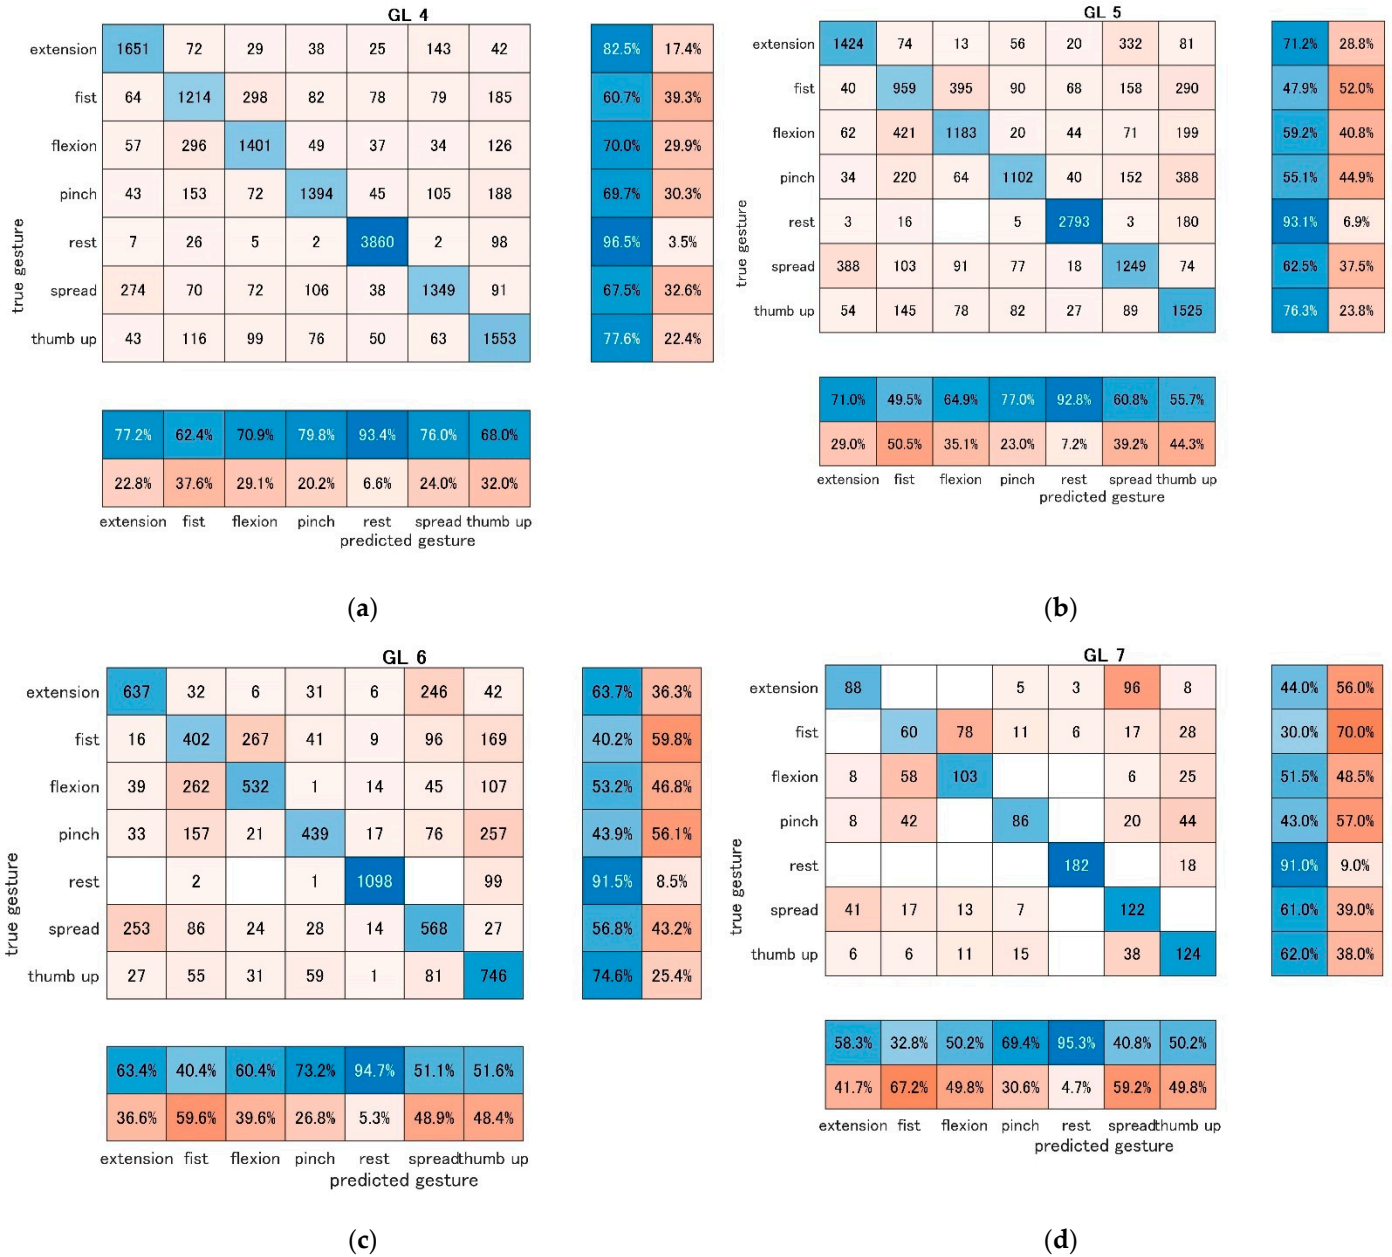 GL 4
extension 1651 72 29 38 25 143 42 82.5% 17.4%
fist 64 1214 298 82 78 79 185 60.7% 39.3%
flexion 57 296 1401 49 37 34 126 70.0% 29.9%
pinch 43 153 72 1394 45 105 188 69.7% 30.3%
rest 7 26 5 2 3860 2 98 96.5% 3.5%
spread 274 70 72 106 38 1349 91 67.5% 32.6%
thumb up 43 116 99 76 50 63 1553 77.6% 22.4%
true gesture
77.2% 62.4% 70.9% 79.8% 93.4% 76.0% 68.0%
22.8% 37.6% 29.1% 20.2% 6.6% 24.0% 32.0%
extension fist flexion pinch rest spread thumb up
predicted gesture
(a)
GL 5
extension 1424 74 13 56 20 332 81 71.2% 28.8%
fist 40 959 395 90 68 158 290 47.9% 52.0%
flexion 62 421 1183 20 44 71 199 59.2% 40.8%
pinch 34 220 64 1102 40 152 388 55.1% 44.9%
rest 3 16 5 2793 3 180 93.1% 6.9%
spread 388 103 91 77 18 1249 74 62.5% 37.5%
thumb up 54 145 78 82 27 89 1525 76.3% 23.8%
true gesture
71.0% 49.5% 64.9% 77.0% 92.8% 60.8% 55.7%
29.0% 50.5% 35.1% 23.0% 7.2% 39.2% 44.3%
extension fist flexion pinch rest spread thumb up
predicted gesture
(b)
GL 6
extension 637 32 6 31 6 246 42 63.7% 36.3%
fist 16 402 267 41 9 96 169 40.2% 59.8%
flexion 39 262 532 1 14 45 107 53.2% 46.8%
pinch 33 157 21 439 17 76 257 43.9% 56.1%
rest 2 1 1098 99 91.5% 8.5%
spread 253 86 24 28 14 568 27 56.8% 43.2%
thumb up 27 55 31 59 1 81 746 74.6% 25.4%
true gesture
63.4% 40.4% 60.4% 73.2% 94.7% 51.1% 51.6%
36.6% 59.6% 39.6% 26.8% 5.3% 48.9% 48.4%
extension fist flexion pinch rest spread thumb up
predicted gesture
(c)
GL 7
extension 88 5 3 96 8 44.0% 56.0%
fist 60 78 11 6 17 28 30.0% 70.0%
flexion 8 58 103 6 25 51.5% 48.5%
pinch 8 42 86 20 44 43.0% 57.0%
rest 182 18 91.0% 9.0%
spread 41 17 13 7 122 61.0% 39.0%
thumb up 6 6 11 15 38 124 62.0% 38.0%
true gesture
58.3% 32.8% 50.2% 69.4% 95.3% 40.8% 50.2%
41.7% 67.2% 49.8% 30.6% 4.7% 59.2% 49.8%
extension fist flexion pinch rest spread thumb up
predicted gesture
(d)